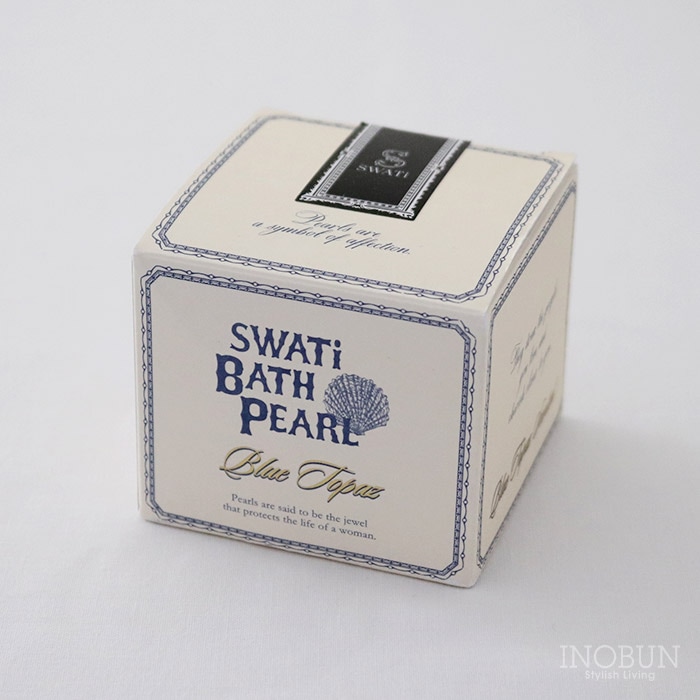 SWATi
Pearls are
a symbol of affection.
SWATi
BATH
PEARL
Blue Topaz
Pearls are said to be the jewel
that protects the life of a woman.
INOBUN
Stylish Living